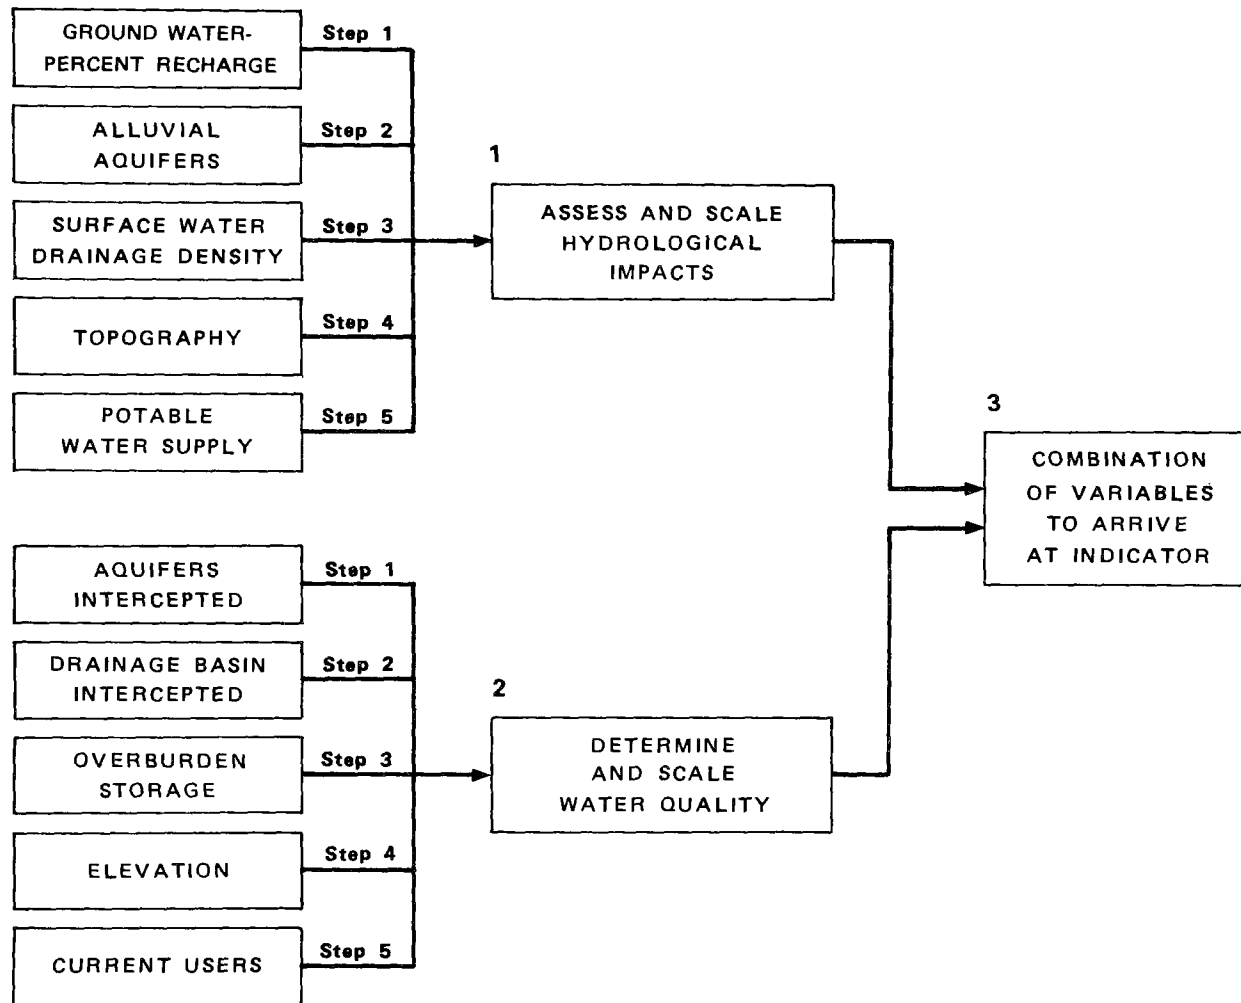 GROUND WATER-
PERCENT RECHARGE
Step 1
ALLUVIAL
AQUIFERS
Step 2
SURFACE WATER
DRAINAGE DENSITY
Step 3
TOPOGRAPHY
Step 4
POTABLE
WATER SUPPLY
Step 5
1
ASSESS AND SCALE
HYDROLOGICAL
IMPACTS
AQUIFERS
INTERCEPTED
Step 1
DRAINAGE BASIN
INTERCEPTED
Step 2
OVERBURDEN
STORAGE
Step 3
ELEVATION
Step 4
CURRENT USERS
Step 5
2
DETERMINE
AND SCALE
WATER QUALITY
3
COMBINATION
OF VARIABLES
TO ARRIVE
AT INDICATOR